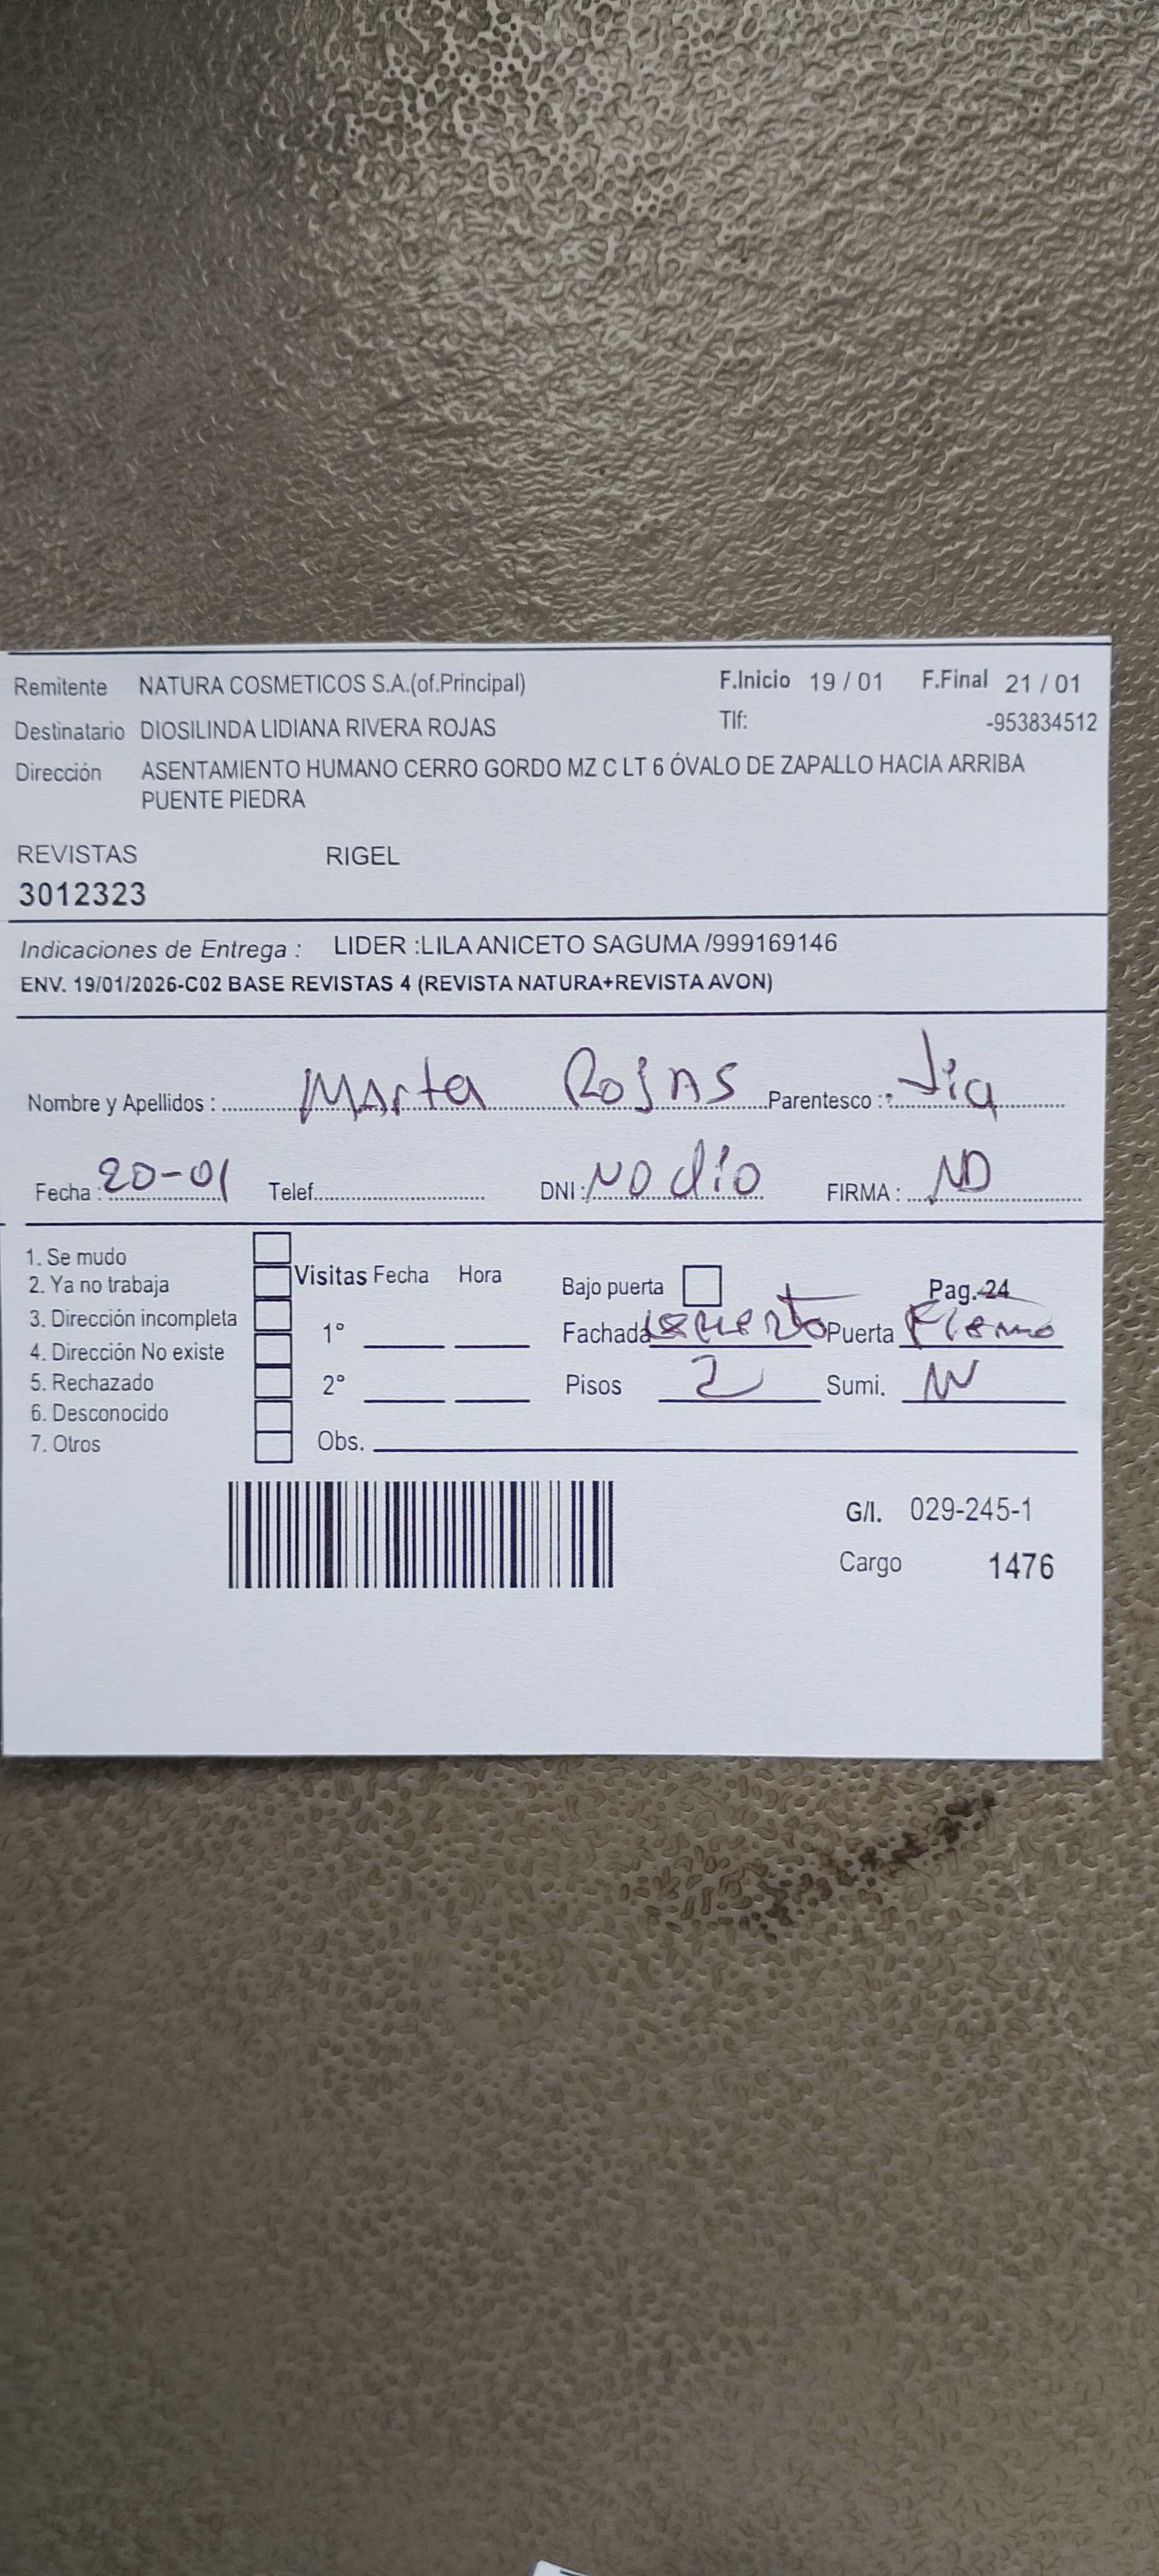 Remitente NATURA COSMETICOS S.A.(of.Principal) F.Inicio 19 / 01 F.Final 21 / 01
Destinatario DIOSILINDA LIDIANA RIVERA ROJAS Tlf: -953834512
Dirección ASENTAMIENTO HUMANO CERRO GORDO MZ C LT 6 ÓVALO DE ZAPALLO HACIA ARRIBA
PUENTE PIEDRA
REVISTAS RIGEL
3012323
Indicaciones de Entrega : LIDER :LILA ANICETO SAGUMA /999169146
ENV. 19/01/2026-C02 BASE REVISTAS 4 (REVISTA NATURA+REVISTA AVON)
Nombre y Apellidos : Marta Rojas Parentesco : tia
Fecha : 20-01 Telef. DNI : NO dio FIRMA : ND
1. Se mudo
2. Ya no trabaja Visitas Fecha Hora Bajo puerta Pag.-24
3. Dirección incompleta 1° Fachada Puerta Fierro
4. Dirección No existe
5. Rechazado 2° Pisos 2 Sumi.
6. Desconocido
7. Otros Obs.
G/I. 029-245-1
Cargo 1476